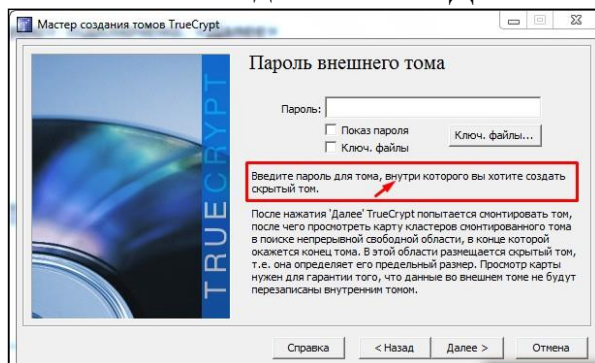 Мастер создания томов TrueCrypt
TRUECRYPT
Пароль внешнего тома
Пароль:
Показ пароля
Ключ. файлы
Ключ. файлы...
Введите пароль для тома, внутри которого вы хотите создать
скрытый том.
После нажатия 'Далее' TrueCrypt попытается смонтировать том,
после чего просмотреть карту кластеров смонтированного тома
в поиске непрерывной свободной области, в конце которой
окажется конец тома. В этой области размещается скрытый том,
т.е. она определяет его предельный размер. Просмотр карты
нужен для гарантии того, что данные во внешнем томе не будут
перезаписаны внутренним томом.
Справка
< Назад
Далее >
Отмена